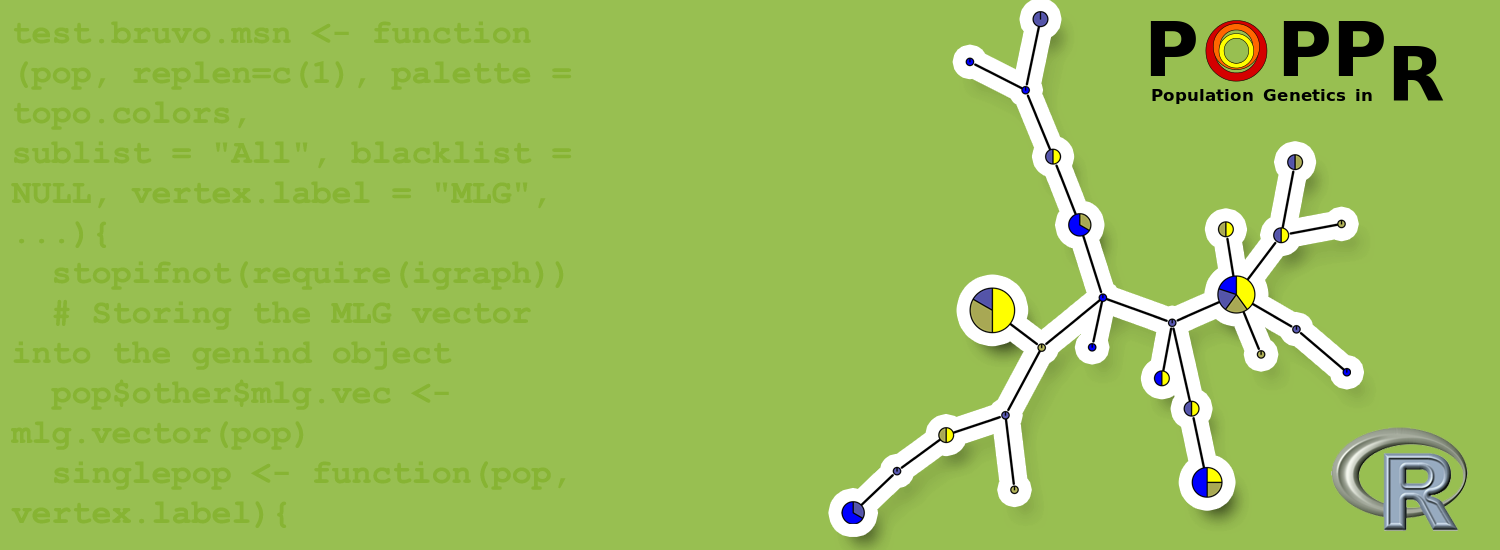 test.bruvo.msn <- function
(pop, replen=c(1), palette =
topo.colors,
sublist = "All", blacklist =
NULL, vertex.label = "MLG",
...){
  stopifnot(require(igraph))
  # Storing the MLG vector
into the genind object
  pop$other$mlg.vec <-
mlg.vector(pop)
  singlepop <- function(pop,
vertex.label){
POPPR
Population Genetics in
R